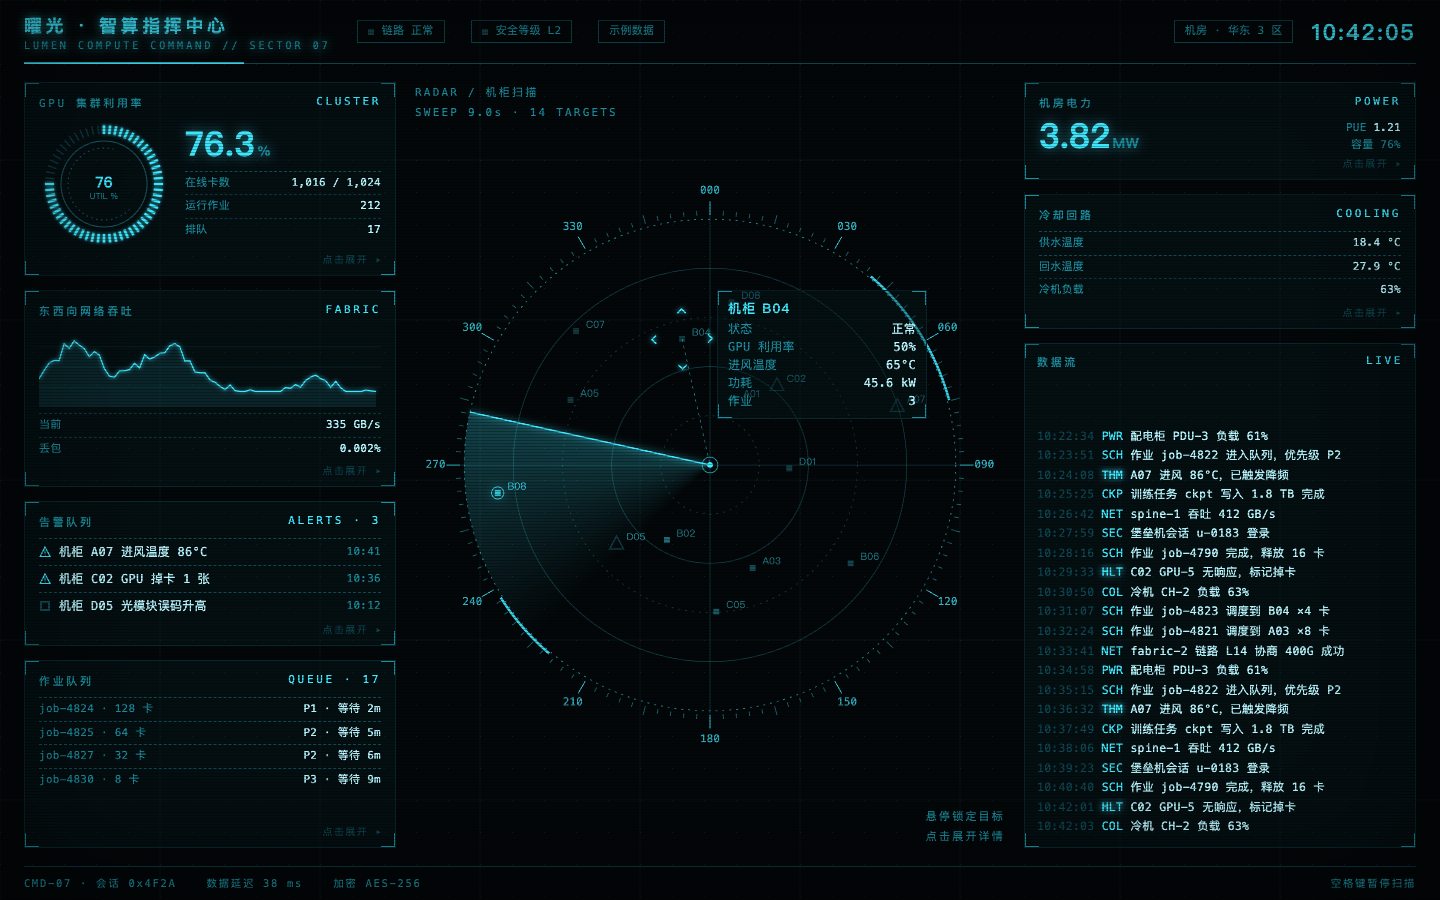 曜光 · 智算指挥中心
LUMEN COMPUTE COMMAND // SECTOR 07
链路 正常
安全等级 L2
示例数据
机房 · 华东 3 区
10:42:05
GPU 集群利用率
CLUSTER
76
UTIL %
76.3%
在线卡数 1,016 / 1,024
运行作业 212
排队 17
点击展开 ▸
东西向网络吞吐
FABRIC
当前 335 GB/s
丢包 0.002%
点击展开 ▸
告警队列
ALERTS · 3
机柜 A07 进风温度 86°C 10:41
机柜 C02 GPU 掉卡 1 张 10:36
机柜 D05 光模块误码升高 10:12
点击展开 ▸
作业队列
QUEUE · 17
job-4824 · 128 卡 P1 · 等待 2m
job-4825 · 64 卡 P2 · 等待 5m
job-4827 · 32 卡 P2 · 等待 6m
job-4830 · 8 卡 P3 · 等待 9m
点击展开 ▸
RADAR / 机柜扫描
SWEEP 9.0s · 14 TARGETS
000
330
030
300
060
270
090
240
120
210
150
180
D08
C07
B04
A05
C02
A01
A07
D01
B08
D05
B02
A03
B06
C05
机柜 B04
状态 正常
GPU 利用率 50%
进风温度 65°C
功耗 45.6 kW
作业 3
悬停锁定目标
点击展开详情
机房电力
POWER
3.82MW
PUE 1.21
容量 76%
点击展开 ▸
冷却回路
COOLING
供水温度 18.4 °C
回水温度 27.9 °C
冷机负载 63%
点击展开 ▸
数据流
LIVE
10:22:34 PWR 配电柜 PDU-3 负载 61%
10:23:51 SCH 作业 job-4822 进入队列，优先级 P2
10:24:08 THM A07 进风 86°C，已触发降频
10:25:25 CKP 训练任务 ckpt 写入 1.8 TB 完成
10:26:42 NET spine-1 吞吐 412 GB/s
10:27:59 SEC 堡垒机会话 u-0183 登录
10:28:16 SCH 作业 job-4790 完成，释放 16 卡
10:29:33 HLT C02 GPU-5 无响应，标记掉卡
10:30:50 COL 冷机 CH-2 负载 63%
10:31:07 SCH 作业 job-4823 调度到 B04 ×4 卡
10:32:24 SCH 作业 job-4821 调度到 A03 ×8 卡
10:33:41 NET fabric-2 链路 L14 协商 400G 成功
10:34:58 PWR 配电柜 PDU-3 负载 61%
10:35:15 SCH 作业 job-4822 进入队列，优先级 P2
10:36:32 THM A07 进风 86°C，已触发降频
10:37:49 CKP 训练任务 ckpt 写入 1.8 TB 完成
10:38:06 NET spine-1 吞吐 412 GB/s
10:39:23 SEC 堡垒机会话 u-0183 登录
10:40:40 SCH 作业 job-4790 完成，释放 16 卡
10:42:01 HLT C02 GPU-5 无响应，标记掉卡
10:42:03 COL 冷机 CH-2 负载 63%
CMD-07 · 会话 0x4F2A
数据延迟 38 ms
加密 AES-256
空格键暂停扫描